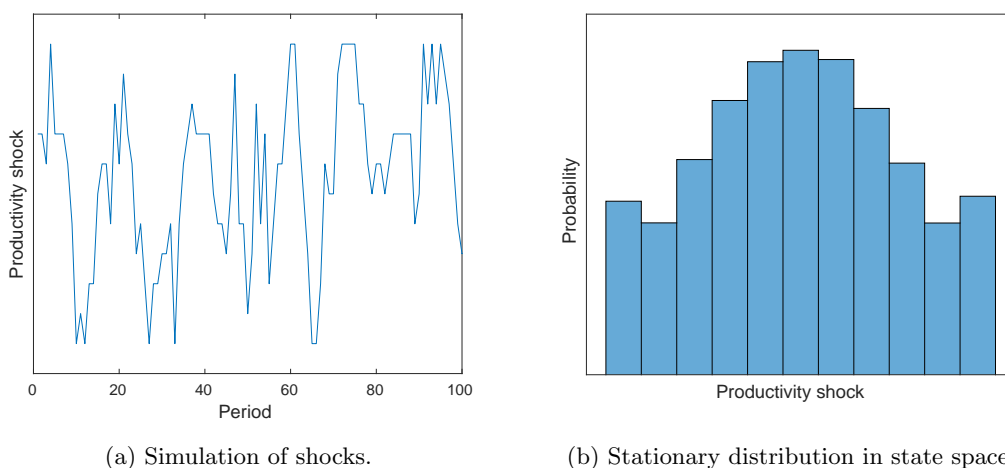 Productivity shock
0 20 40 60 80 100
Period
(a) Simulation of shocks.
Probability
Productivity shock
(b) Stationary distribution in state space